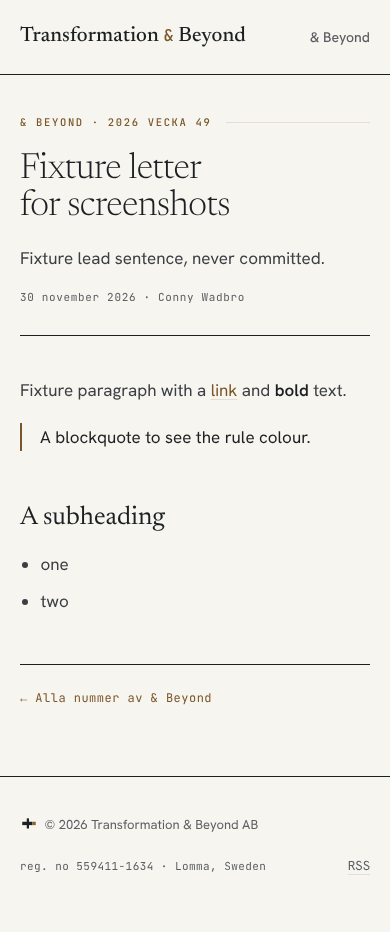 Transformation & Beyond
& Beyond
& BEYOND · 2026 VECKA 49
Fixture letter
for screenshots
Fixture lead sentence, never committed.
30 november 2026 · Conny Wadbro
Fixture paragraph with a link and bold text.
A blockquote to see the rule colour.
A subheading
• one
• two
← Alla nummer av & Beyond
© 2026 Transformation & Beyond AB
reg. no 559411-1634 · Lomma, Sweden
RSS